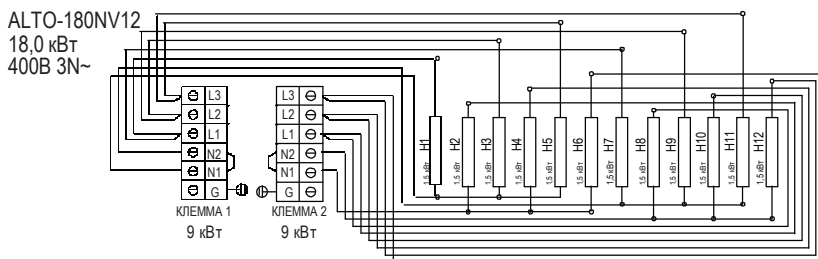 ALTO-180NV12
18,0 кВт
400В 3N~
L3
L2
L1
N2
N1
G
КЛЕММА 1
9 кВт
L3
L2
L1
N2
N1
G
КЛЕММА 2
9 кВт
H1
1,5 кВт
H2
1,5 кВт
H3
1,5 кВт
H4
1,5 кВт
H5
1,5 кВт
H6
1,5 кВт
H7
1,5 кВт
H8
1,5 кВт
H9
1,5 кВт
H10
1,5 кВт
H11
1,5 кВт
H12
1,5 кВт